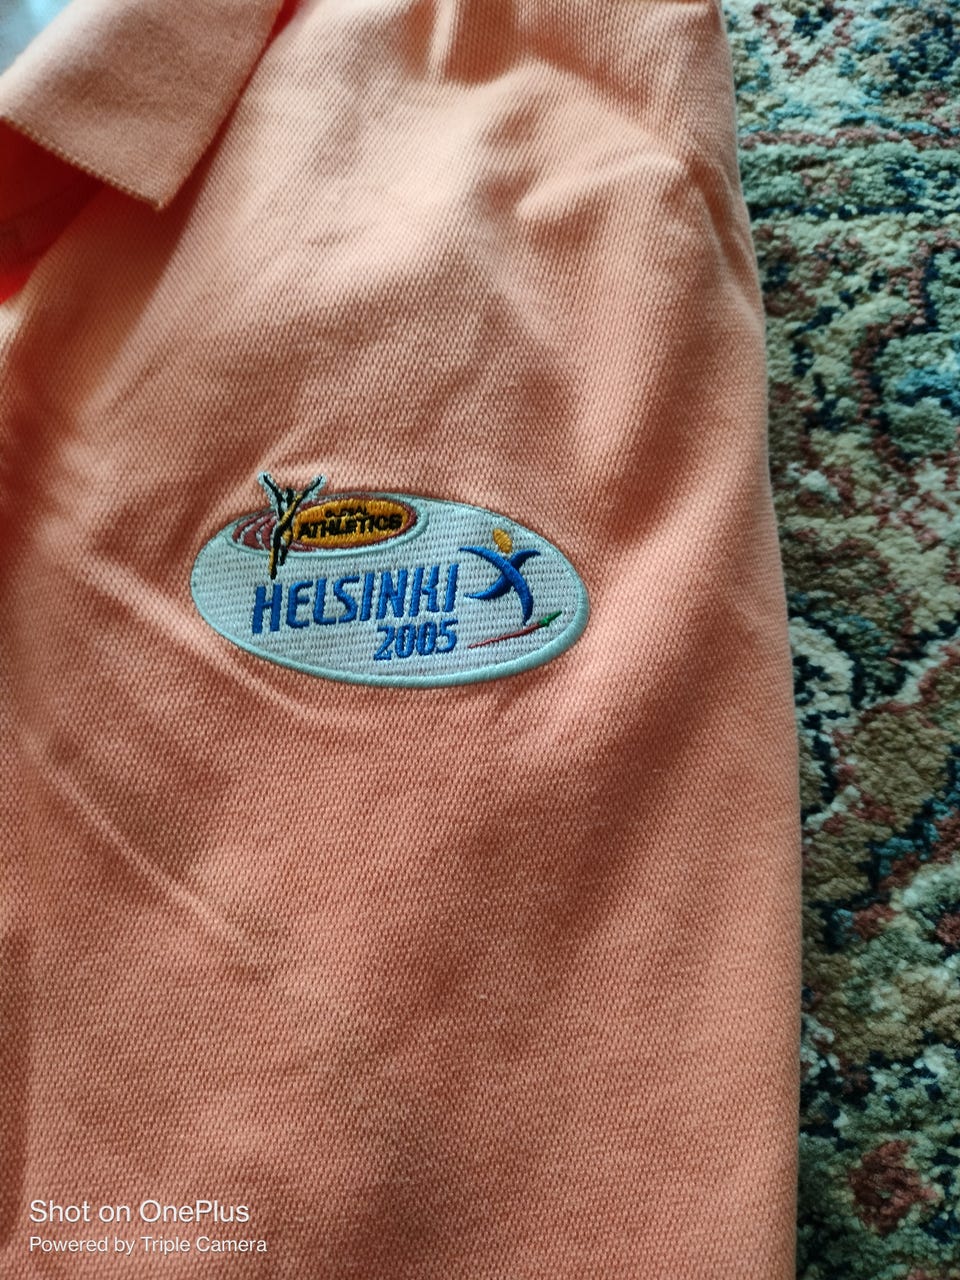 GLOBAL
ATHLETICS
HELSINKI
2005
Shot on OnePlus
Powered by Triple Camera